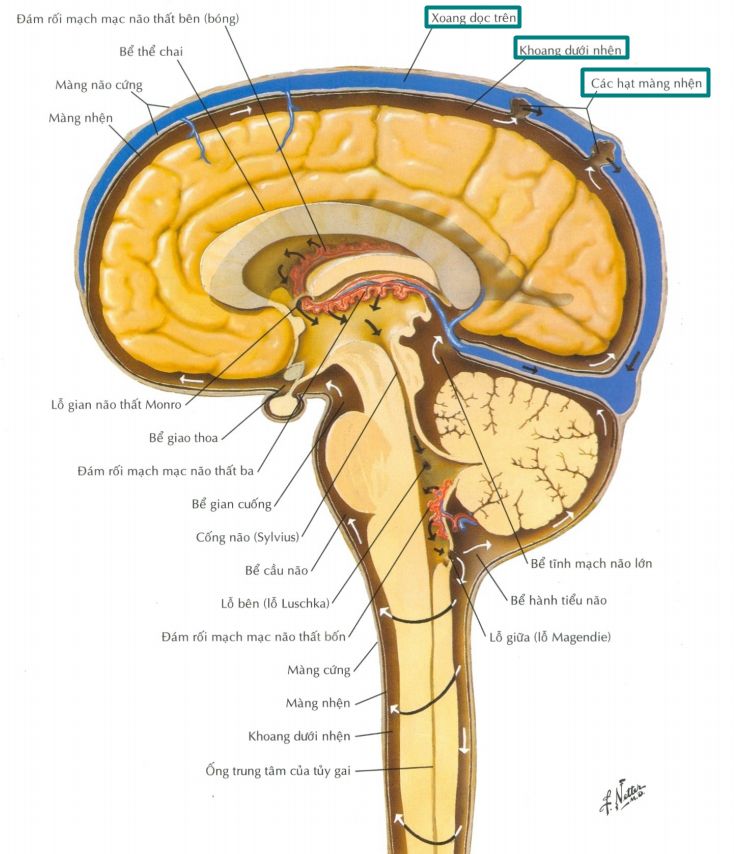 Đám rối mạch mạc não thất bên (bóng)
Xoang dọc trên
Bể thể chai
Khoang dưới nhện
Màng não cứng
Các hạt màng nhện
Màng nhện
Lỗ gian não thất Monro
Bể giao thoa
Đám rối mạch mạc não thất ba
Bể gian cuống
Cống não (Sylvius)
Bể tĩnh mạch não lớn
Bể cầu não
Lỗ bên (lỗ Luschka)
Bể hành tiểu não
Đám rối mạch mạc não thất bốn
Lỗ giữa (lỗ Magendie)
Màng cứng
Màng nhện
Khoang dưới nhện
Ống trung tâm của tủy gai
F. Netter
M.D.